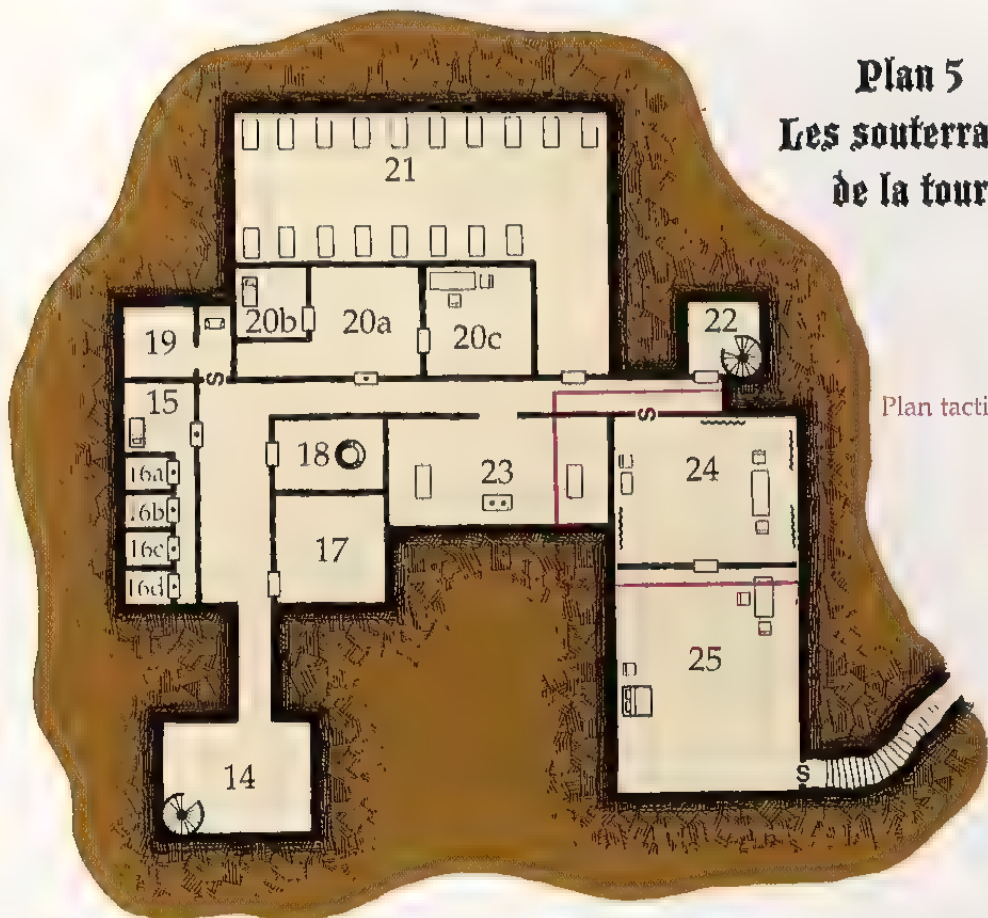 Plan 5
Les souterra
de la tour
21
22
19
20b
20a
20c
S
15
S
Plan tacti
18
23
24
16a
16b
16c
17
16d
25
14
S